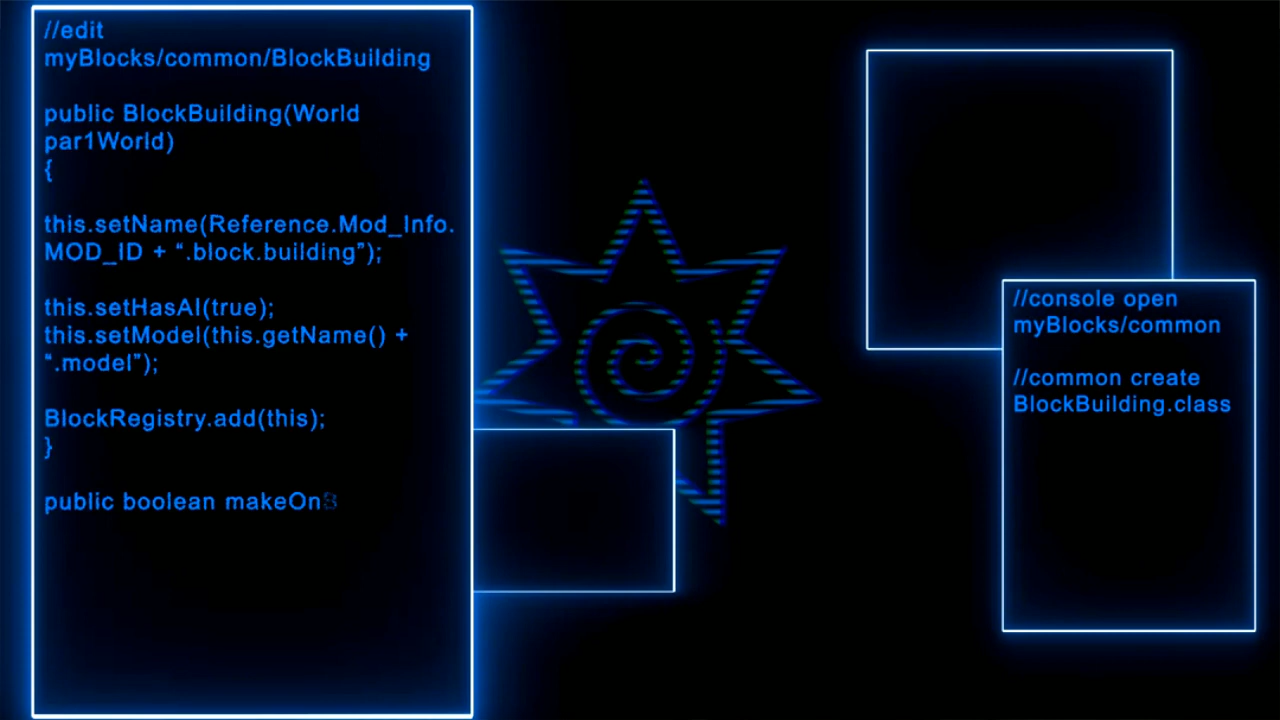 //edit
myBlocks/common/BlockBuilding
public BlockBuilding(World
par1World)
{
this.setName(Reference.Mod_Info.
MOD_ID + “.block.building”);
this.setHasAI(true);
this.setModel(this.getName() +
“.model”);
BlockRegistry.add(this);
}
public boolean makeOnB
//console open
myBlocks/common
//common create
BlockBuilding.class